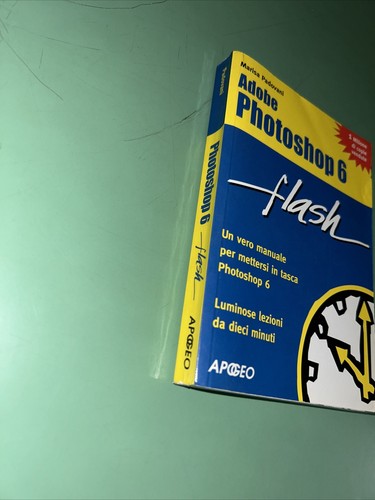 Marisa Padovani
Adobe
Photoshop 6
flash
Un vero manuale
per mettersi in tasca
Photoshop 6
Luminose lezioni
da dieci minuti
APOGEO
Padovani
Photoshop 6
flash
APOGEO